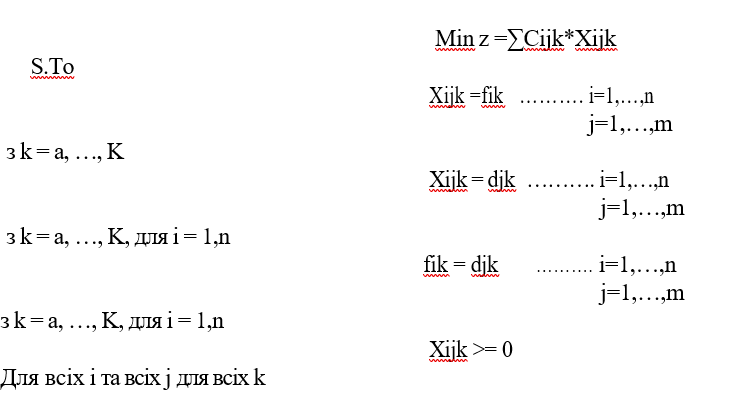 Min z =∑Cijk*Xijk
S.To
Xijk =fik ………. i=1,…,n
j=1,…,m
з k = a, …, K
Xijk = djk ………. i=1,…,n
j=1,…,m
з k = a, …, K, для i = 1,n
fik = djk ………. i=1,…,n
j=1,…,m
з k = a, …, K, для i = 1,n
Xijk >= 0
Для всіх i та всіх j для всіх k